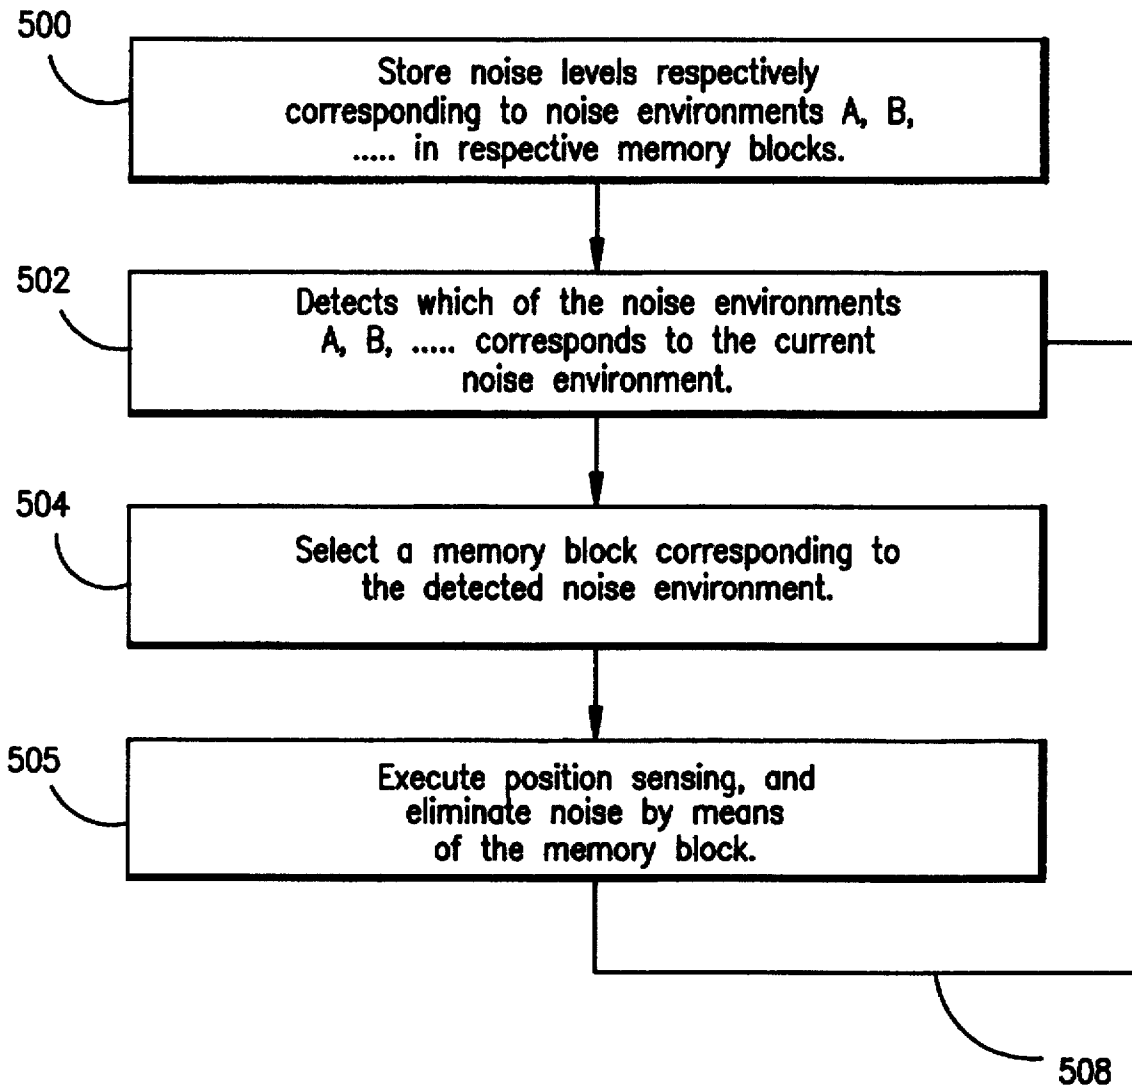 500
Store noise levels respectively
corresponding to noise environments A, B,
..... in respective memory blocks.
502
Detects which of the noise environments
A, B, ..... corresponds to the current
noise environment.
504
Select a memory block corresponding to
the detected noise environment.
505
Execute position sensing, and
eliminate noise by means
of the memory block.
508